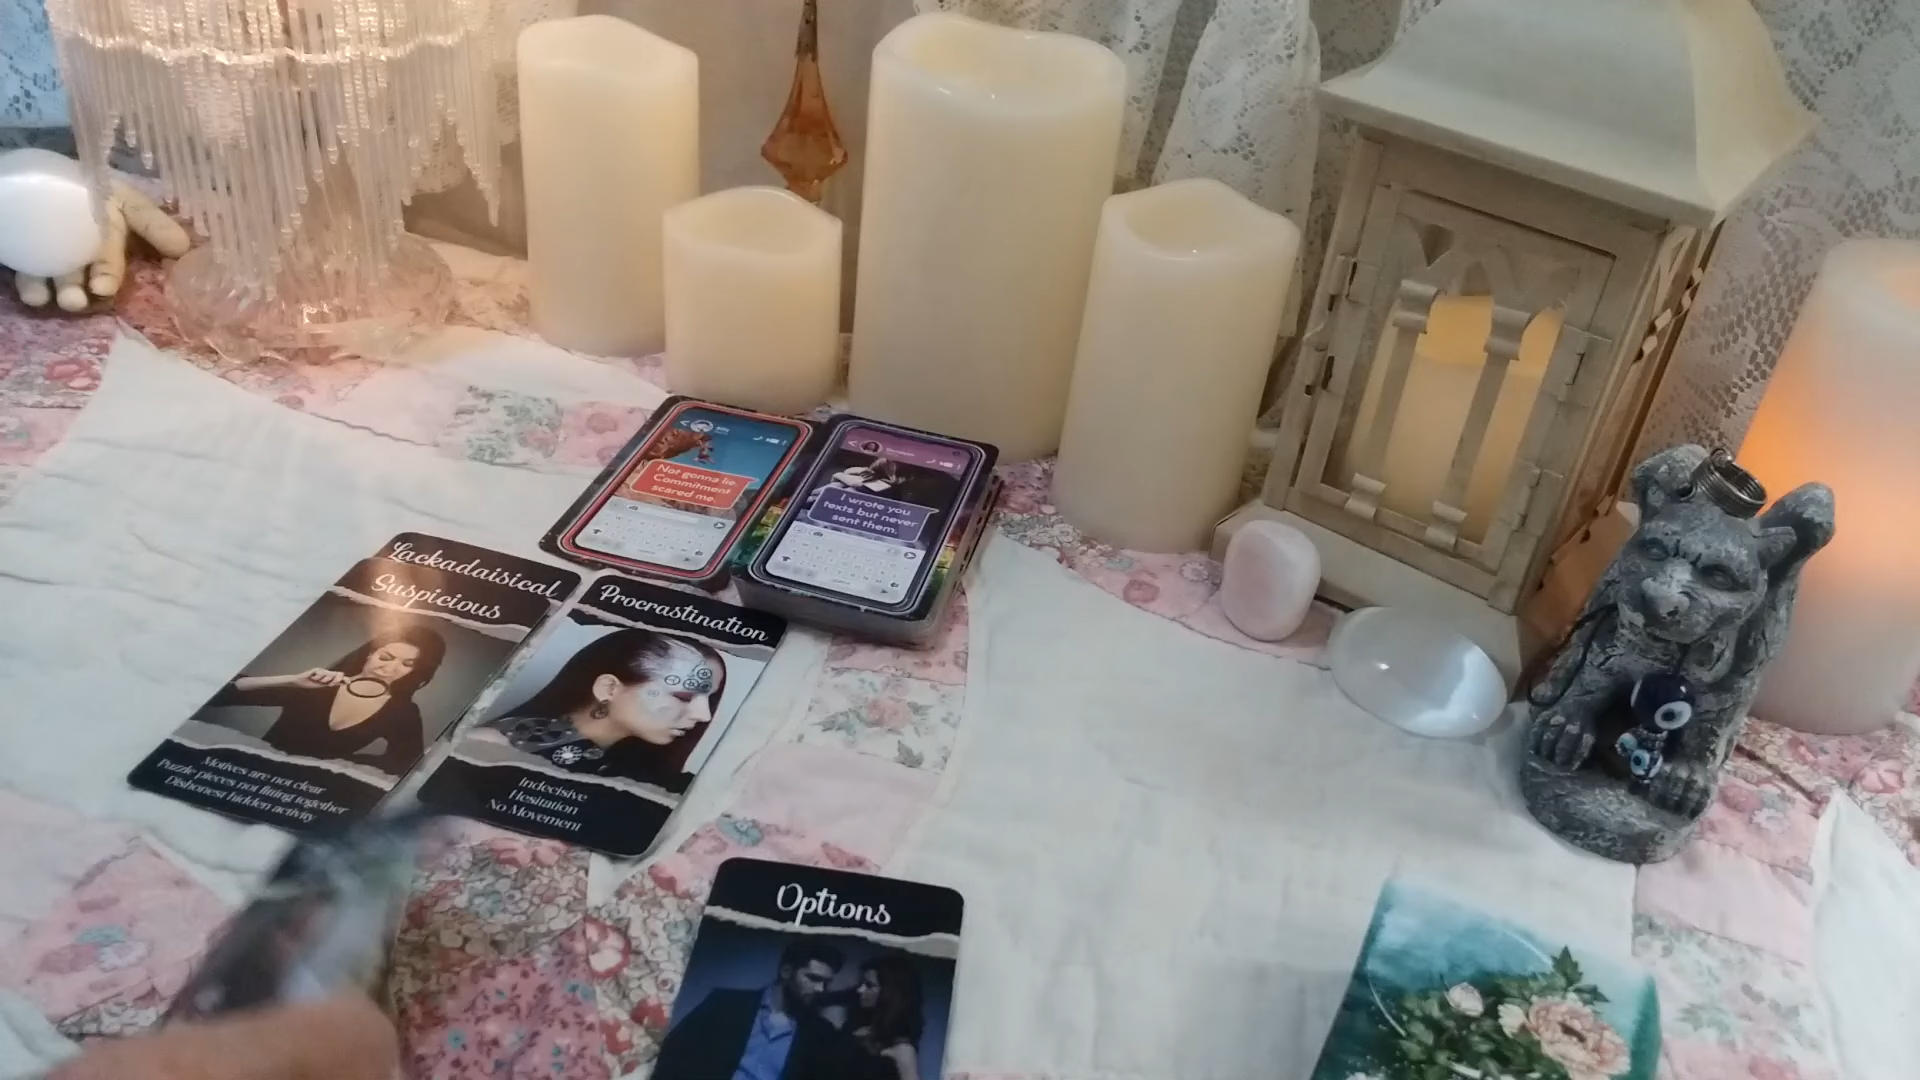 Not gonna lie.
Commitment
scared me.
I wrote you
texts but never
sent them.
Lackadaisical
Suspicious
Motives are not clear
Puzzle pieces not fitting together
Dishonest hidden activity
Procrastination
Indecisive
Hesitation
No Movement
Options